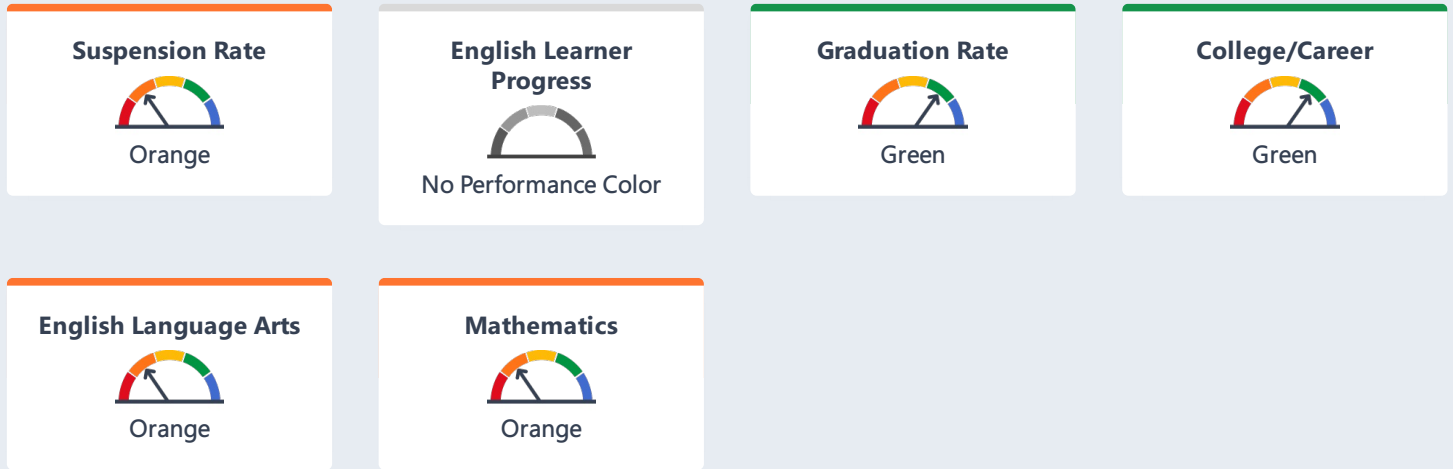 Suspension Rate
Orange
English Learner
Progress
No Performance Color
Graduation Rate
Green
College/Career
Green
English Language Arts
Orange
Mathematics
Orange